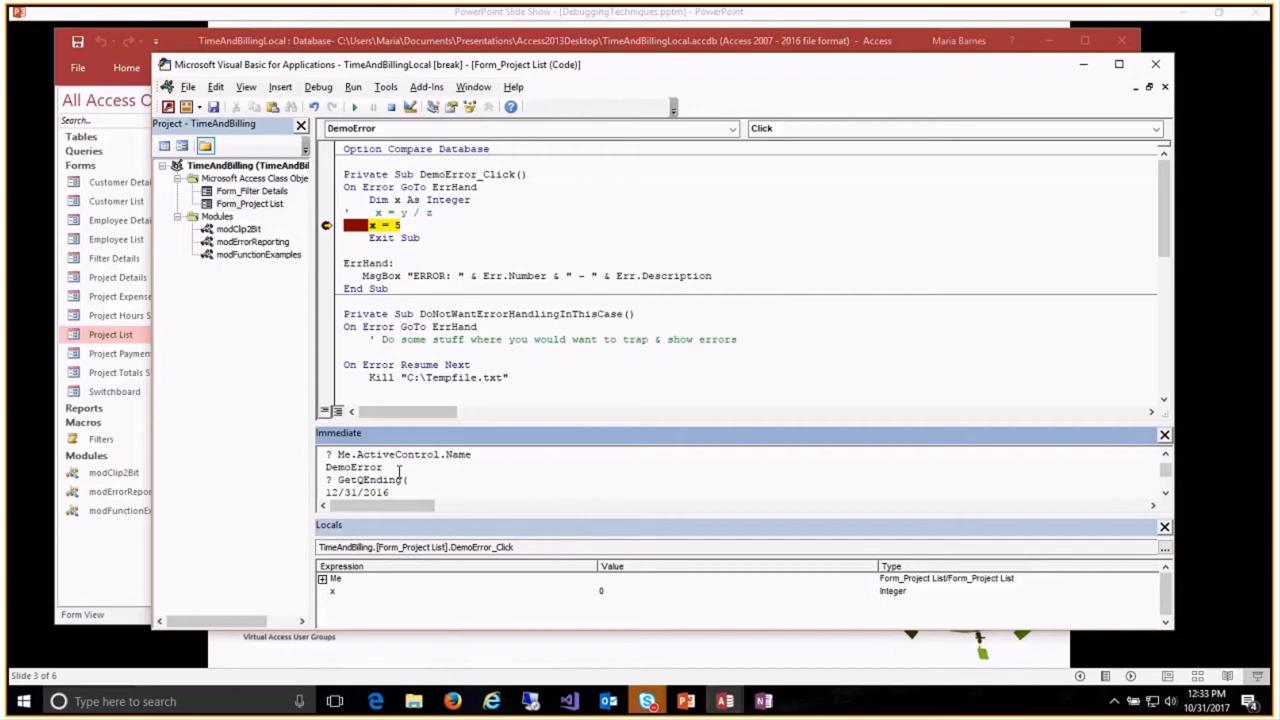 PowerPoint Slide Show - [DebuggingTechniques.pptm] - PowerPoint
TimeAndBillingLocal : Database- C:\Users\Maria\Documents\Presentations\Access2013Desktop\TimeAndBillingLocal.accdb (Access 2007 - 2016 file format) - Access
Maria Barnes
?
File
Home
Microsoft Visual Basic for Applications - TimeAndBillingLocal [break] - [Form_Project List (Code)]
File Edit View Insert Debug Run Tools Add-Ins Window Help
All Access O
Search...
Tables
Queries
Forms
Customer Detai
Customer List
Employee Detai
Employee List
Filter Details
Project Details
Project Expense
Project Hours S
Project List
Project Paymen
Project Totals S
Switchboard
Reports
Macros
Filters
Modules
modClip2Bit
modErrorRepor
modFunctionEx
Form View
Project - TimeAndBilling
TimeAndBilling (TimeAndBil
Microsoft Access Class Obje
Form_Filter Details
Form_Project List
Modules
modClip2Bit
modErrorReporting
modFunctionExamples
DemoError
Click
Option Compare Database
Private Sub DemoError_Click()
On Error GoTo ErrHand
Dim x As Integer
' x = y / z
x = 5
Exit Sub
ErrHand:
MsgBox "ERROR: " & Err.Number & " - " & Err.Description
End Sub
Private Sub DoNotWantErrorHandlingInThisCase()
On Error GoTo ErrHand
' Do some stuff where you would want to trap & show errors
On Error Resume Next
Kill "C:\Tempfile.txt"
Immediate
? Me.ActiveControl.Name
DemoError
? GetQEnding(
12/31/2016
Locals
TimeAndBilling.[Form_Project List].DemoError_Click
Expression Value Type
Me Form_Project List/Form_Project List
x 0 Integer
Virtual Access User Groups
Slide 3 of 6
Type here to search
12:33 PM
10/31/2017
4